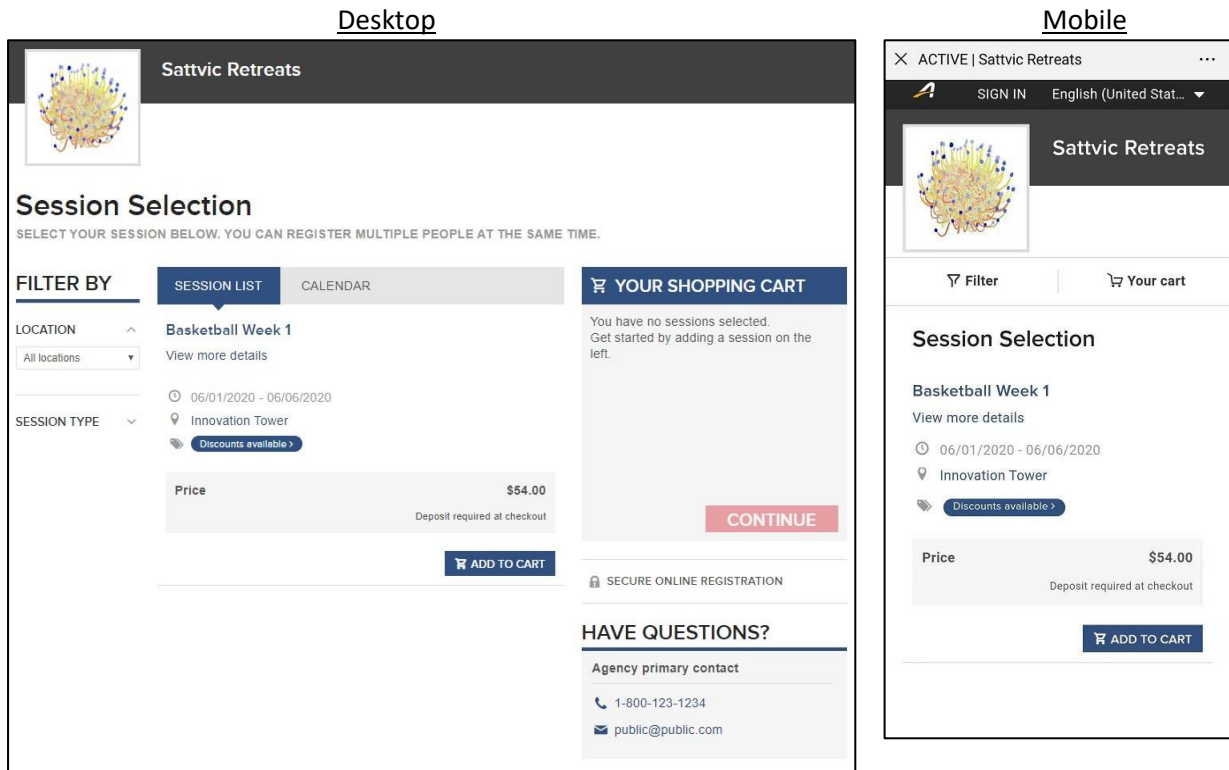 Desktop
Sattvic Retreats
Session Selection
SELECT YOUR SESSION BELOW. YOU CAN REGISTER MULTIPLE PEOPLE AT THE SAME TIME.
FILTER BY
LOCATION
All locations
SESSION TYPE
SESSION LIST CALENDAR
Basketball Week 1
View more details
06/01/2020 - 06/06/2020
Innovation Tower
Discounts available >
Price $54.00
Deposit required at checkout
ADD TO CART
YOUR SHOPPING CART
You have no sessions selected.
Get started by adding a session on the
left.
CONTINUE
SECURE ONLINE REGISTRATION
HAVE QUESTIONS?
Agency primary contact
1-800-123-1234
public@public.com
Mobile
ACTIVE | Sattvic Retreats ...
SIGN IN English (United Stat...
Sattvic Retreats
Filter Your cart
Session Selection
Basketball Week 1
View more details
06/01/2020 - 06/06/2020
Innovation Tower
Discounts available >
Price $54.00
Deposit required at checkout
ADD TO CART